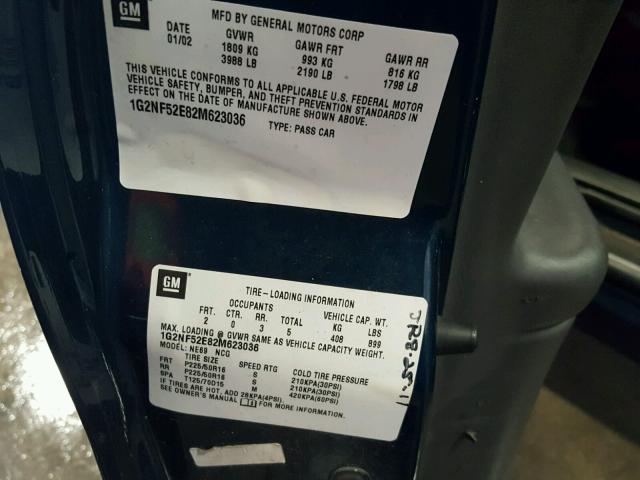 GM
MFD BY GENERAL MOTORS CORP
DATE GVWR GAWR FRT GAWR RR
01/02 1809 KG 993 KG 816 KG
3988 LB 2190 LB 1798 LB
THIS VEHICLE CONFORMS TO ALL APPLICABLE U.S. FEDERAL MOTOR
VEHICLE SAFETY, BUMPER, AND THEFT PREVENTION STANDARDS IN
EFFECT ON THE DATE OF MANUFACTURE SHOWN ABOVE.
1G2NF52E82M623036
TYPE: PASS CAR
GM
TIRE-LOADING INFORMATION
OCCUPANTS VEHICLE CAP. WT.
FRT. CTR. RR. TOTAL KG LBS
2 0 3 5 408 899
MAX. LOADING @ GVWR SAME AS VEHICLE CAPACITY WEIGHT.
1G2NF52E82M623036
MODEL: NE69 NCG
TIRE SIZE SPEED RTG COLD TIRE PRESSURE
FRT P225/50R16 S 210KPA(30PSI)
RR P225/50R16 S 210KPA(30PSI)
SPA T125/70D15 M 420KPA(60PSI)
IF TIRES ARE HOT, ADD 28KPA(4PSI)
SEE OWNER'S MANUAL FOR MORE INFORMATION.